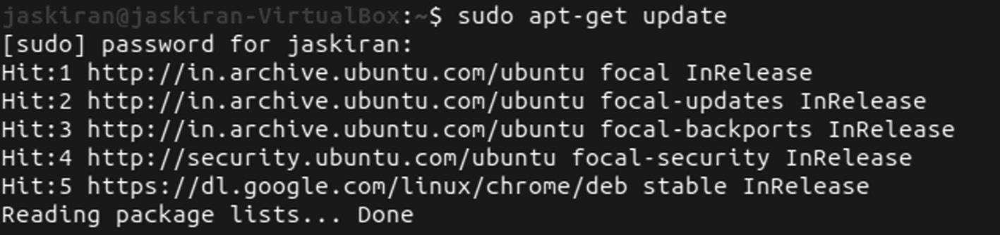 jaskiran@jaskiran-VirtualBox:~$ sudo apt-get update
[sudo] password for jaskiran:
Hit:1 http://in.archive.ubuntu.com/ubuntu focal InRelease
Hit:2 http://in.archive.ubuntu.com/ubuntu focal-updates InRelease
Hit:3 http://in.archive.ubuntu.com/ubuntu focal-backports InRelease
Hit:4 http://security.ubuntu.com/ubuntu focal-security InRelease
Hit:5 https://dl.google.com/linux/chrome/deb stable InRelease
Reading package lists... Done